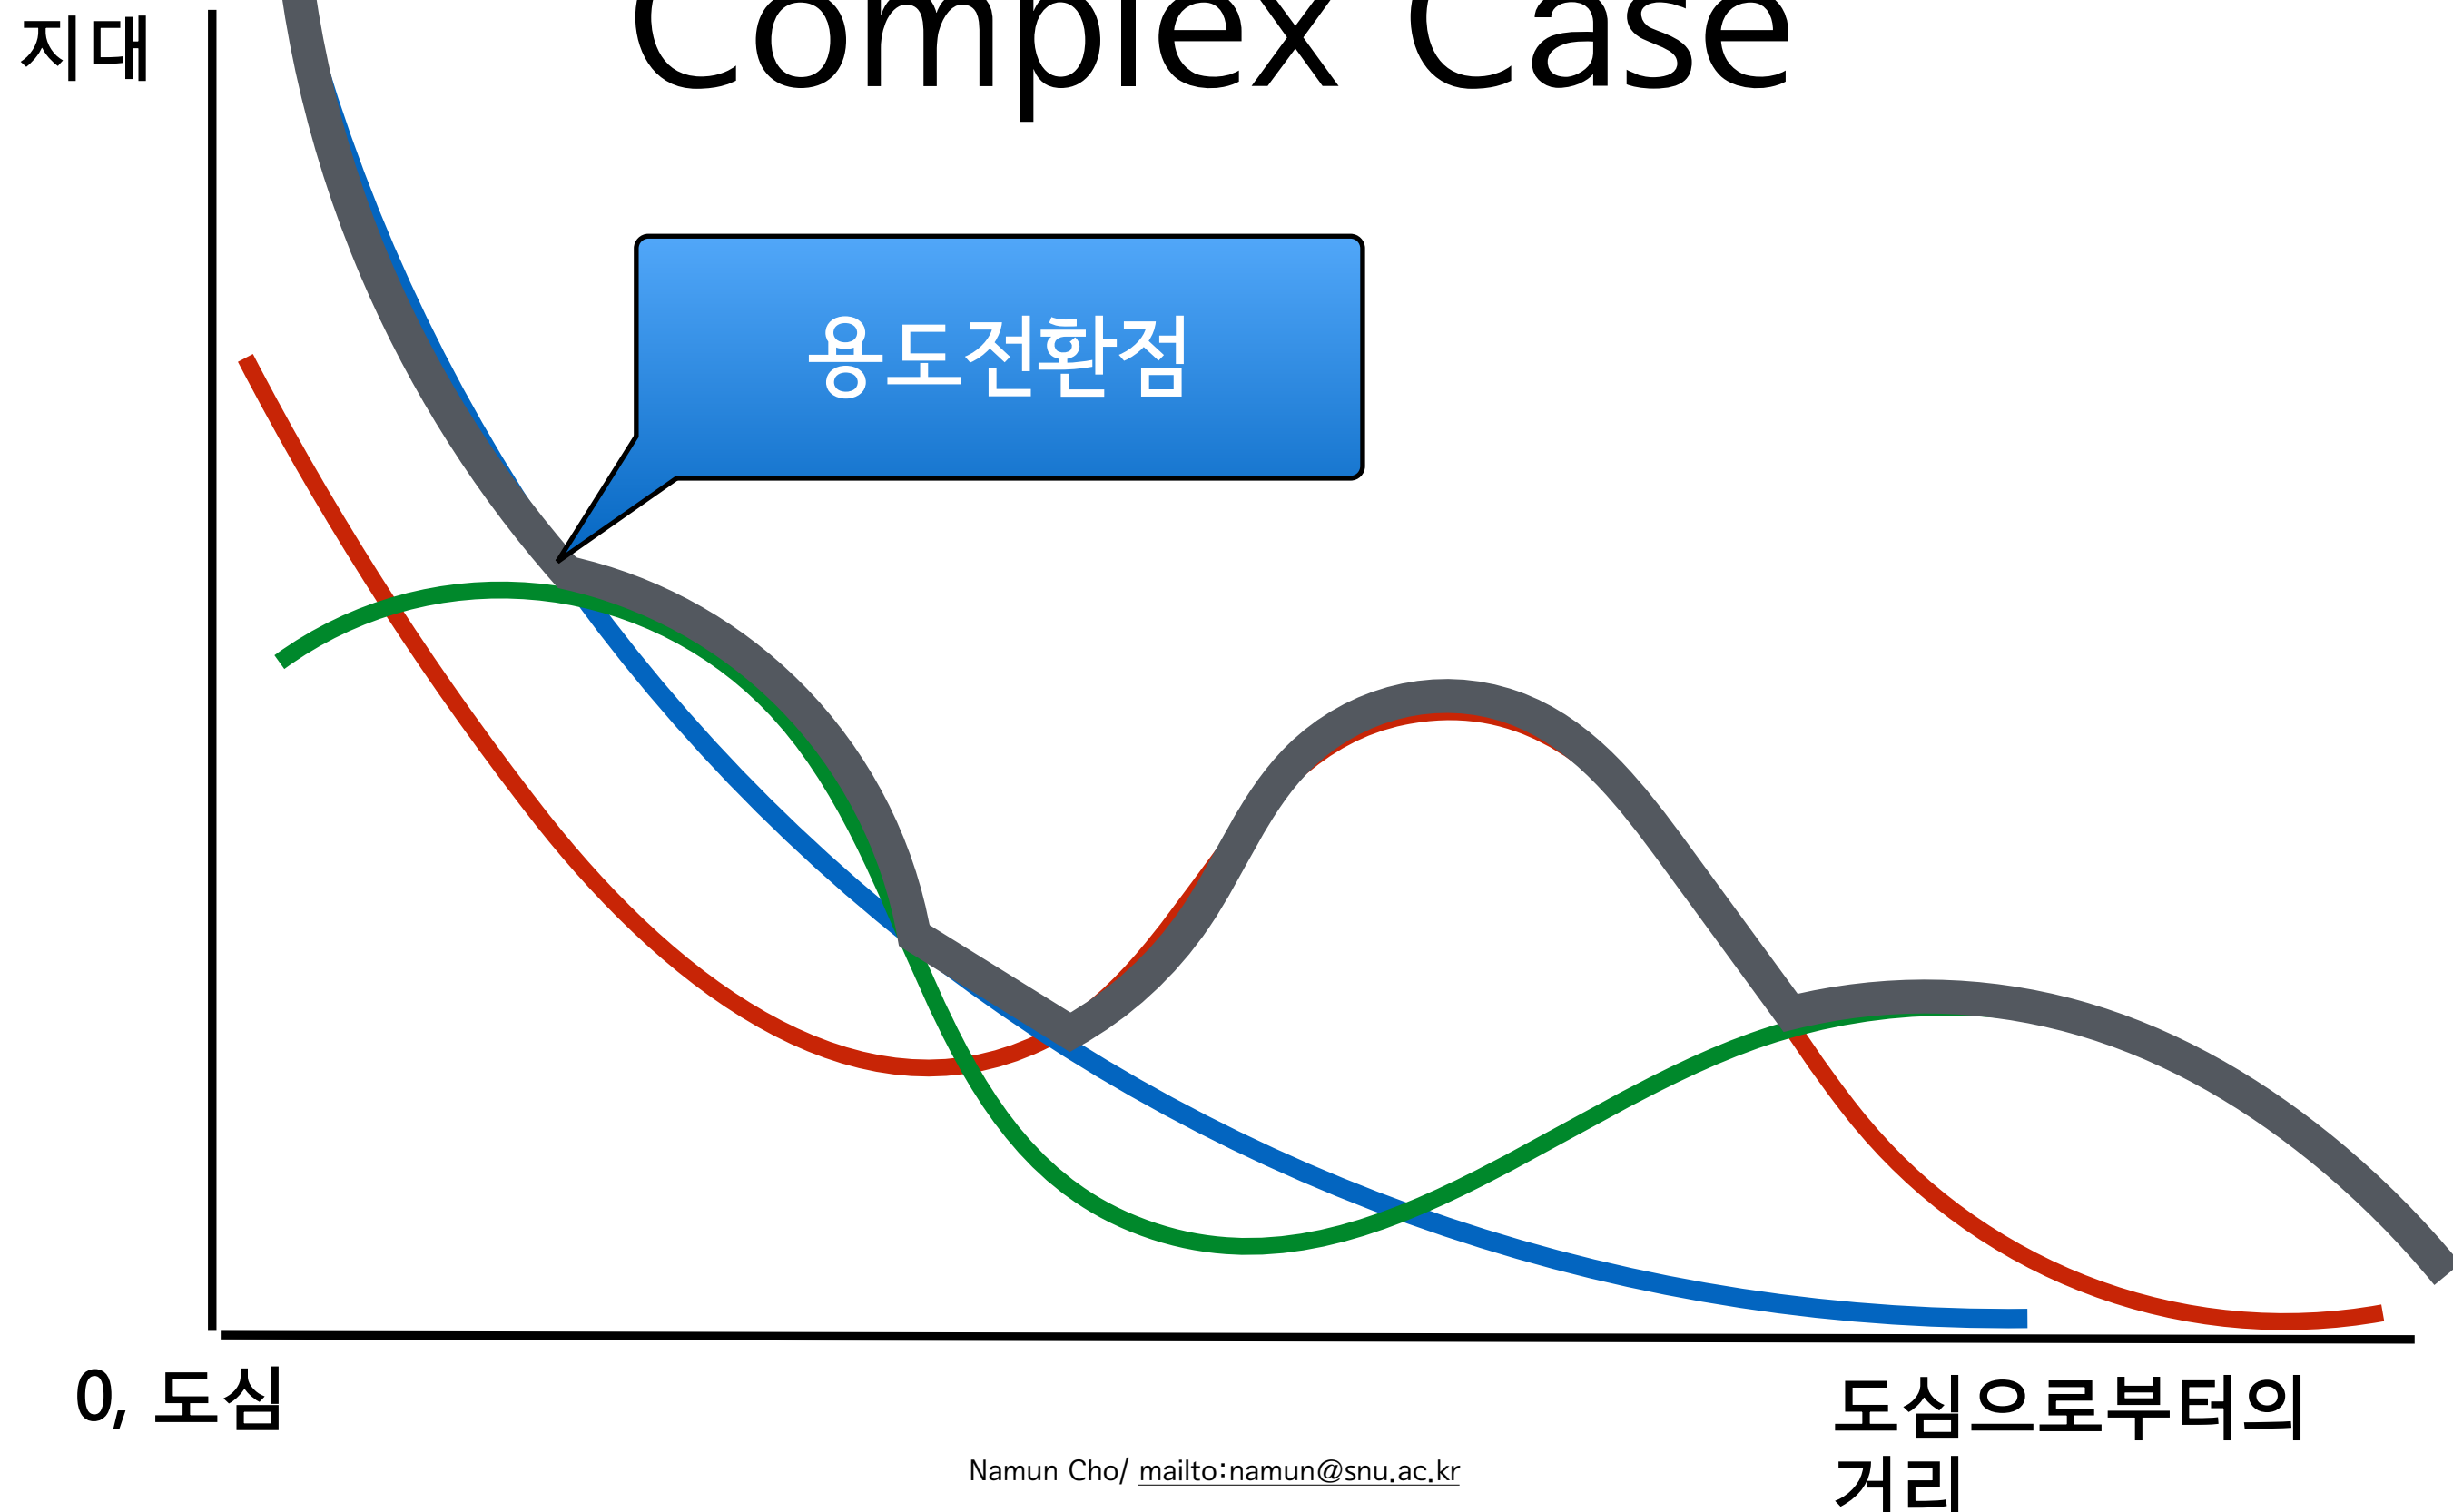 Complex Case
지대
용도전환점
0, 도심
도심으로부터의
거리
Namun Cho/ mailto:namun@snu.ac.kr